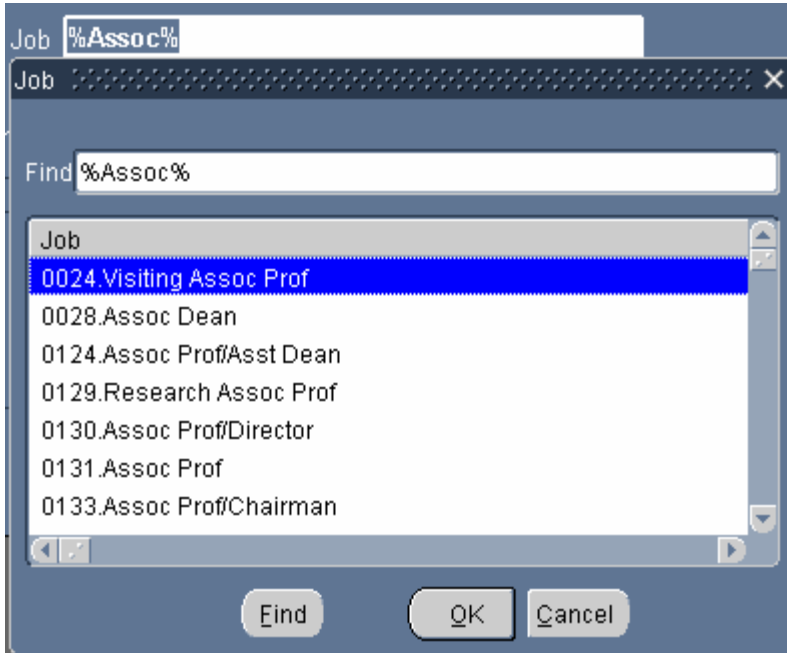 Job %Assoc%
Job
Find %Assoc%
Job
0024.Visiting Assoc Prof
0028.Assoc Dean
0124.Assoc Prof/Asst Dean
0129.Research Assoc Prof
0130.Assoc Prof/Director
0131.Assoc Prof
0133.Assoc Prof/Chairman
Find OK Cancel